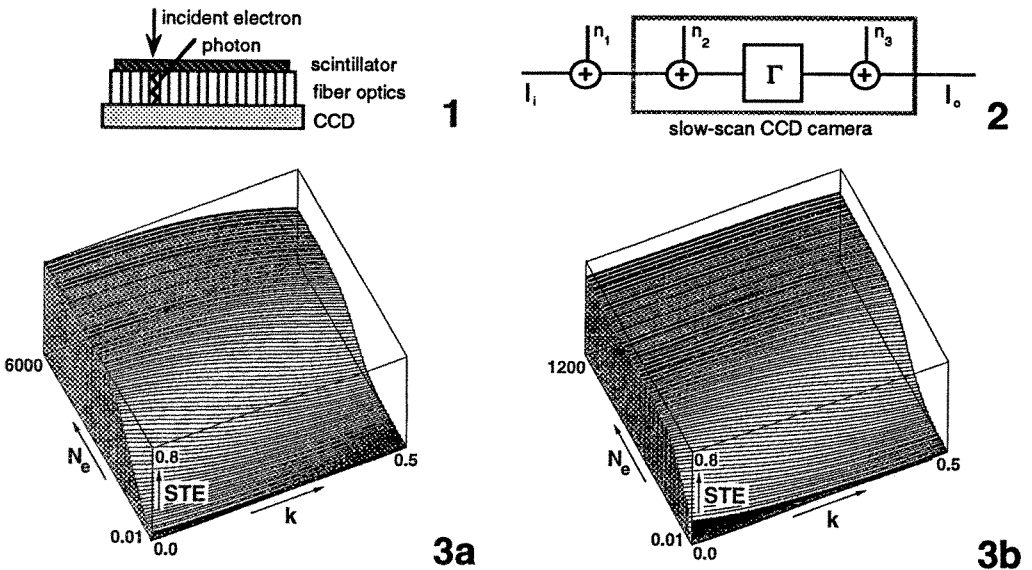 incident electron
photon
scintillator
fiber optics
CCD
1
n1
n2
n3
Γ
Ii
Io
slow-scan CCD camera
2
6000
Ne
0.8
STE
0.01
0.0
k
0.5
3a
1200
Ne
0.8
STE
0.01
0.0
k
0.5
3b